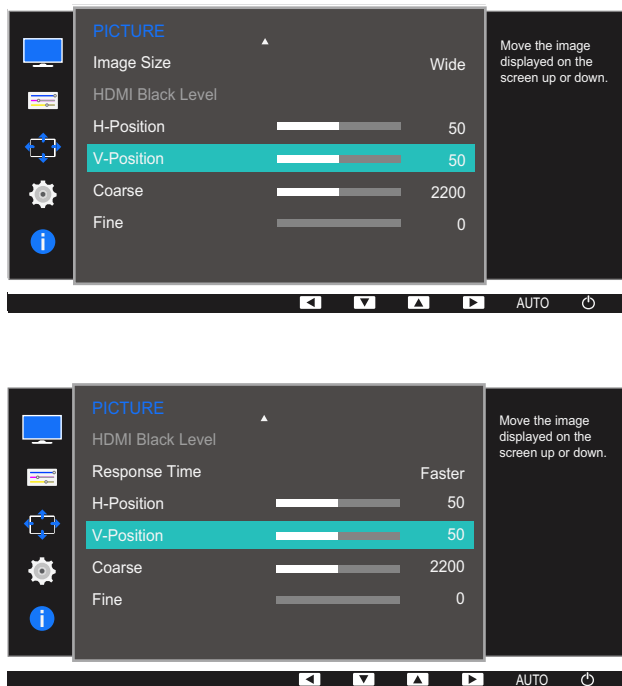 PICTURE
Image Size Wide
HDMI Black Level
H-Position 50
V-Position 50
Coarse 2200
Fine 0
Move the image
displayed on the
screen up or down.
AUTO
PICTURE
HDMI Black Level
Response Time Faster
H-Position 50
V-Position 50
Coarse 2200
Fine 0
Move the image
displayed on the
screen up or down.
AUTO